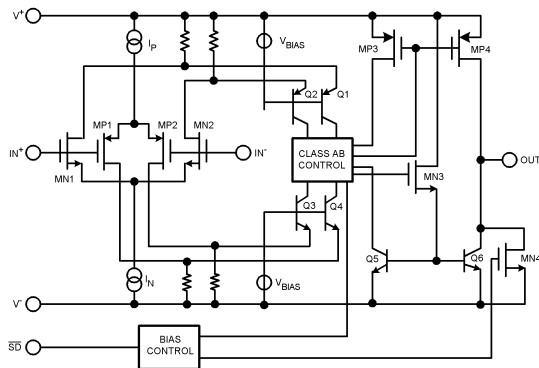 V+
IP
VBIAS
MP3
MP4
Q2
Q1
MP1
MP2
MN2
IN+
IN-
CLASS AB
CONTROL
OUT
MN1
MN3
Q3
Q4
IN
VBIAS
Q5
Q6
MN4
V-
SD
BIAS
CONTROL